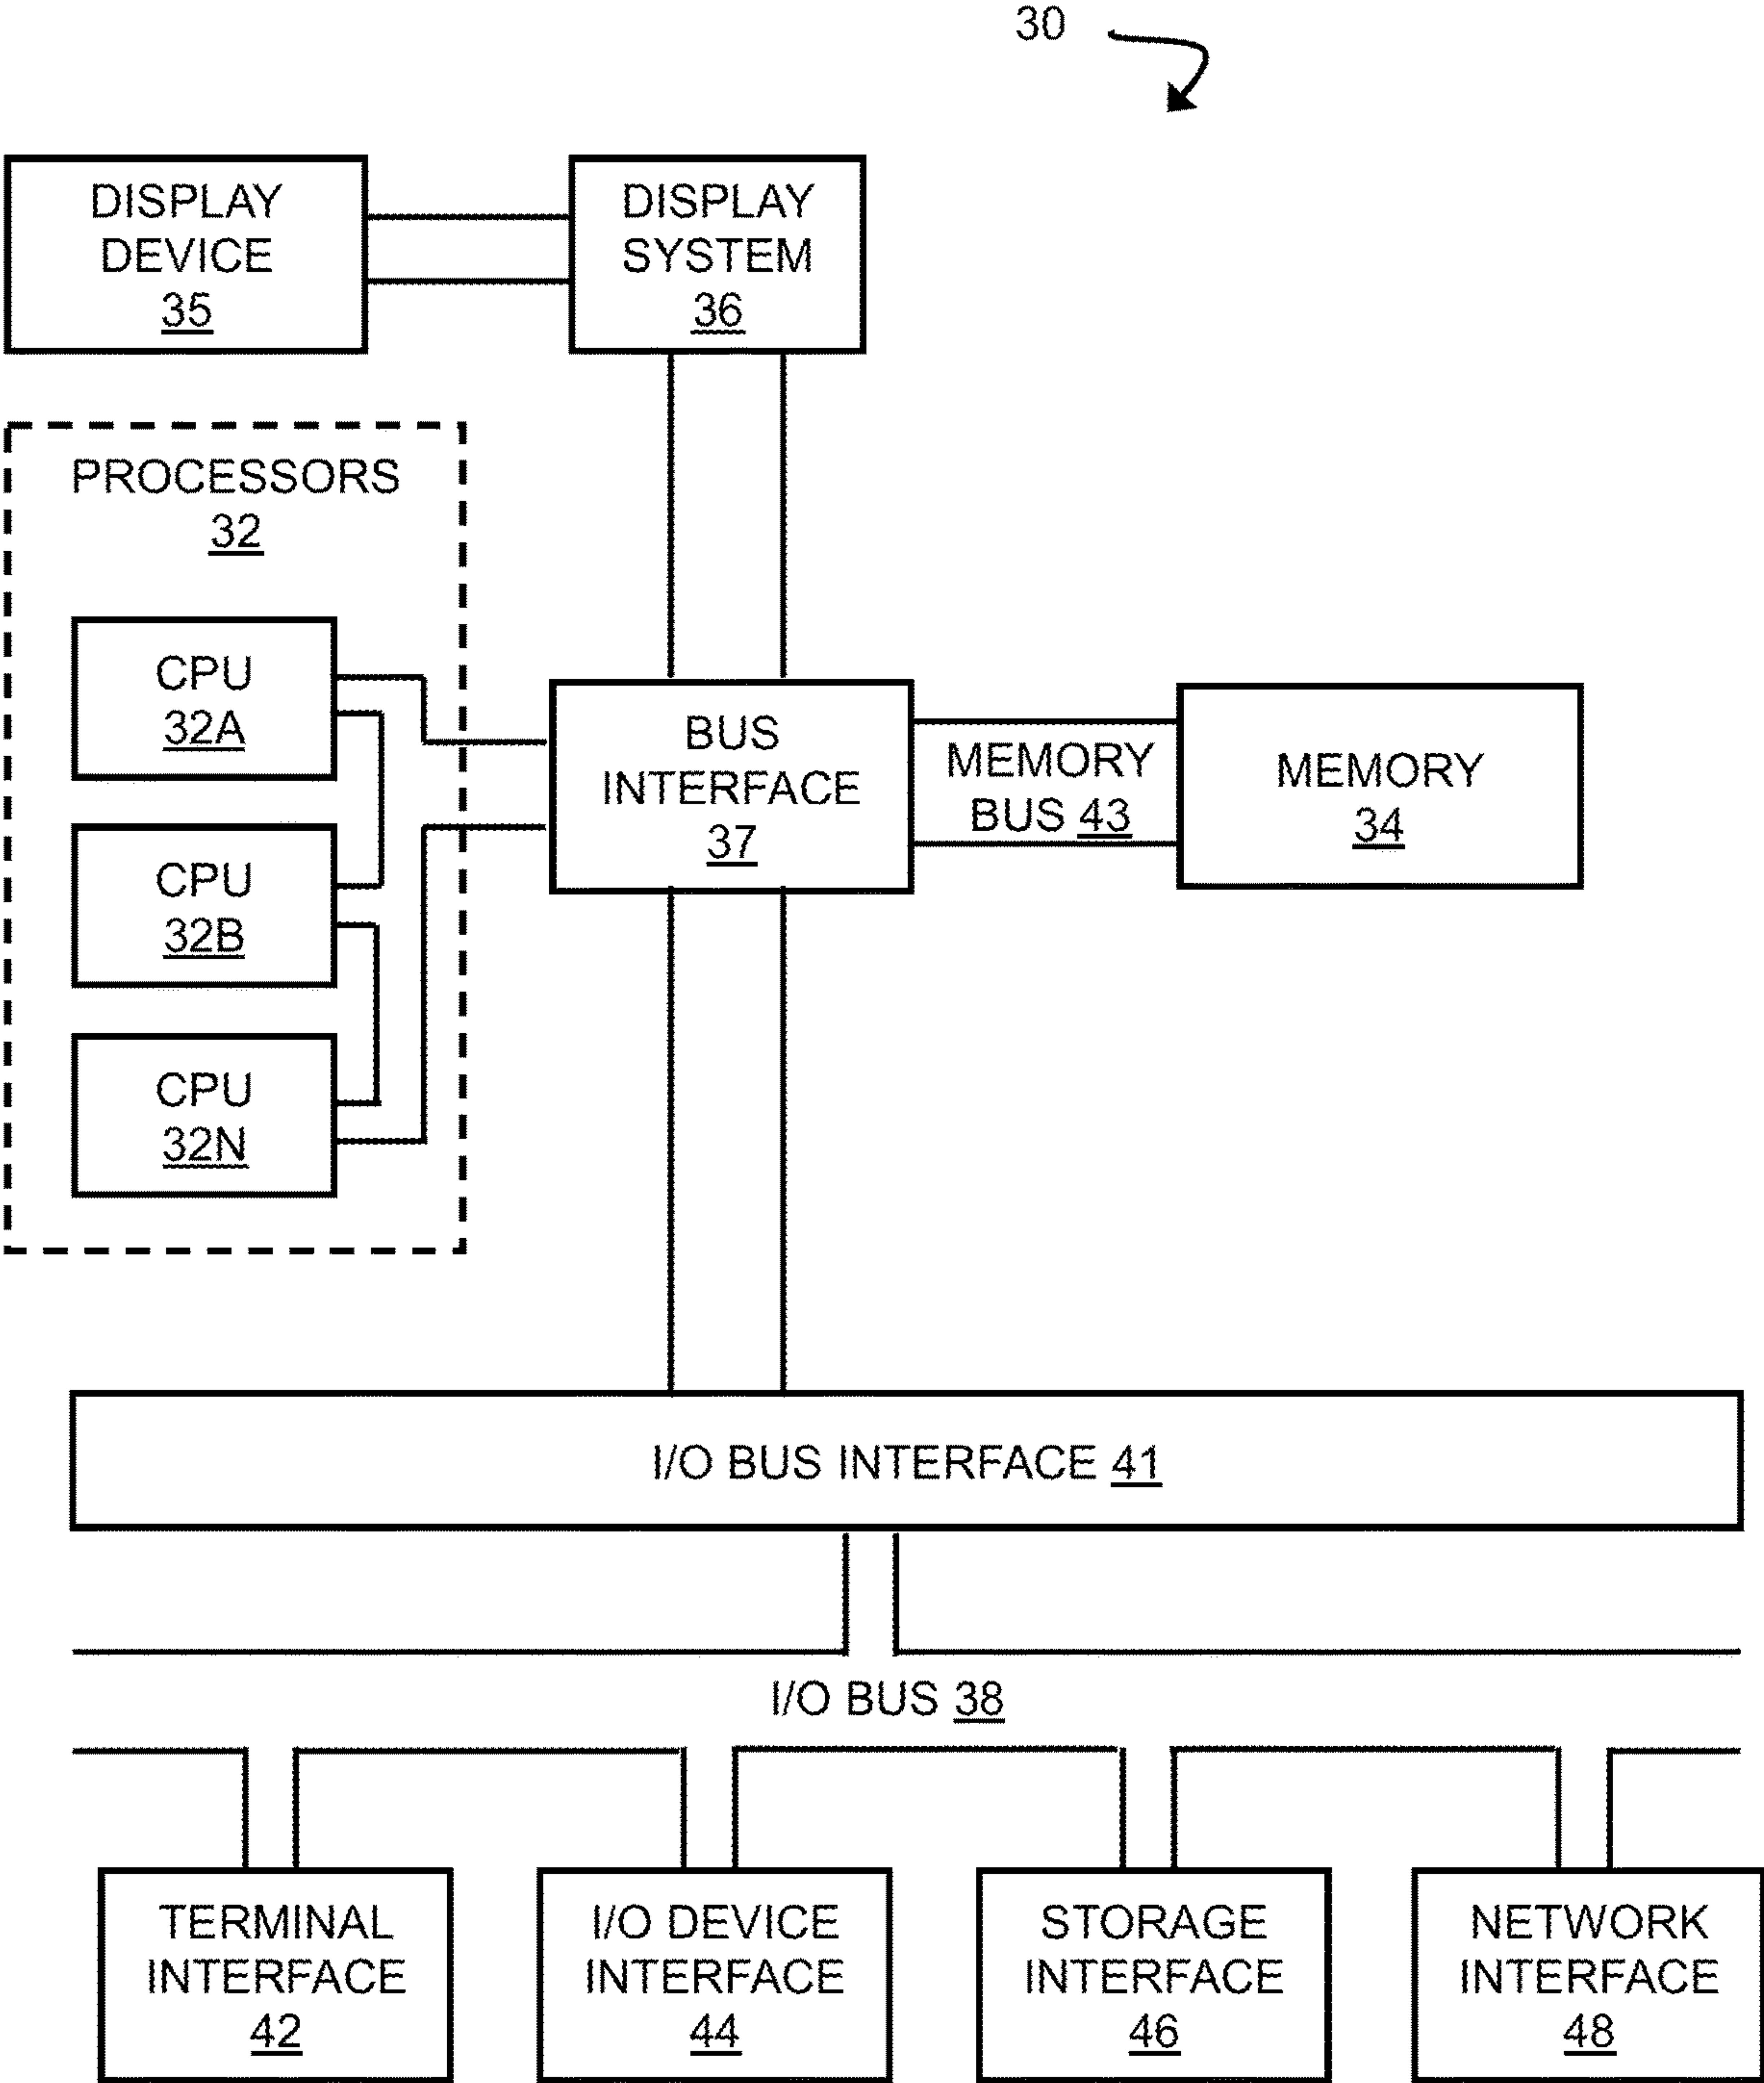 30
DISPLAY
DEVICE
35
DISPLAY
SYSTEM
36
PROCESSORS
32
CPU
32A
CPU
32B
CPU
32N
BUS
INTERFACE
37
MEMORY
BUS 43
MEMORY
34
I/O BUS INTERFACE 41
I/O BUS 38
TERMINAL
INTERFACE
42
I/O DEVICE
INTERFACE
44
STORAGE
INTERFACE
46
NETWORK
INTERFACE
48